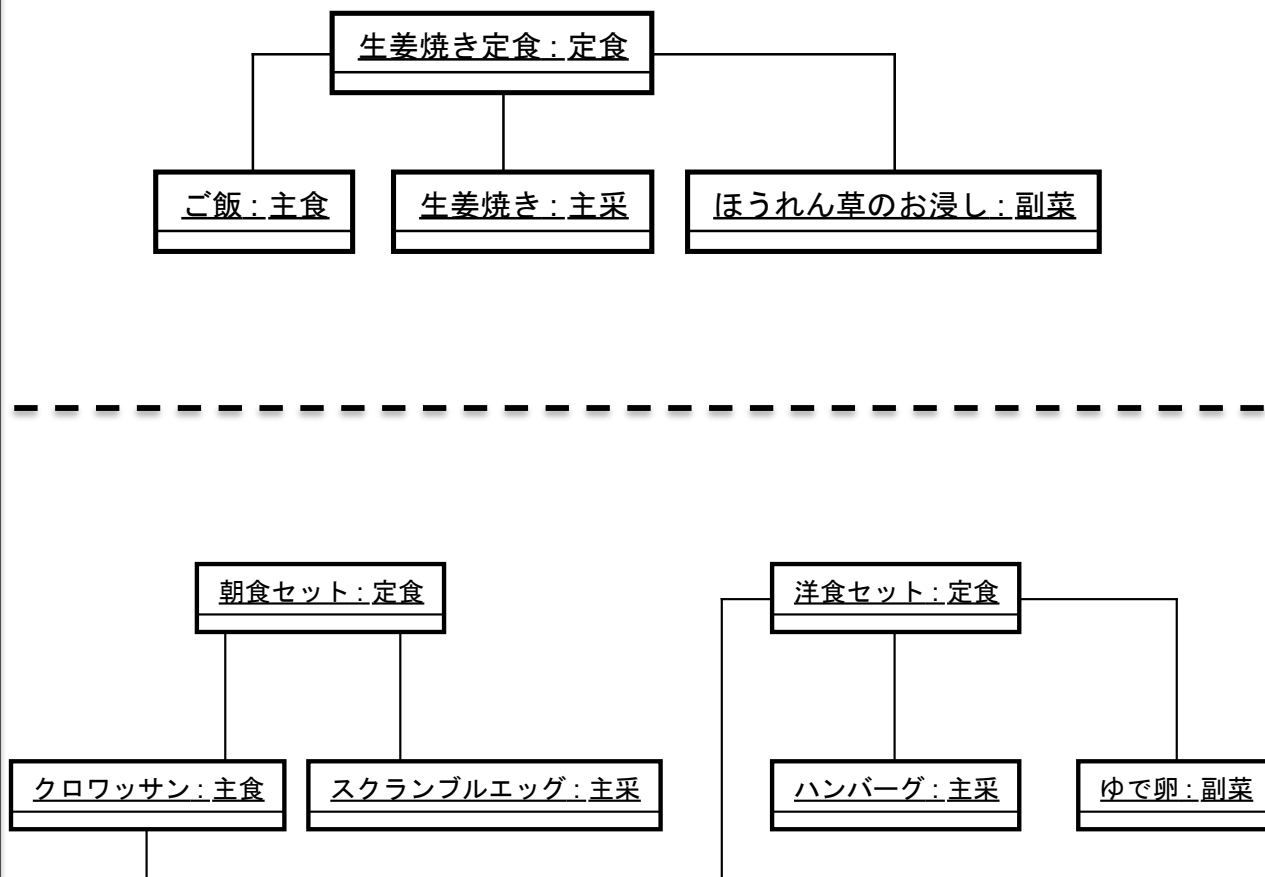 生姜焼き定食 : 定食
ご飯 : 主食
生姜焼き : 主采
ほうれん草のお浸し : 副菜
朝食セット : 定食
洋食セット : 定食
クロワッサン : 主食
スクランブルエッグ : 主采
ハンバーグ : 主采
ゆで卵 : 副菜